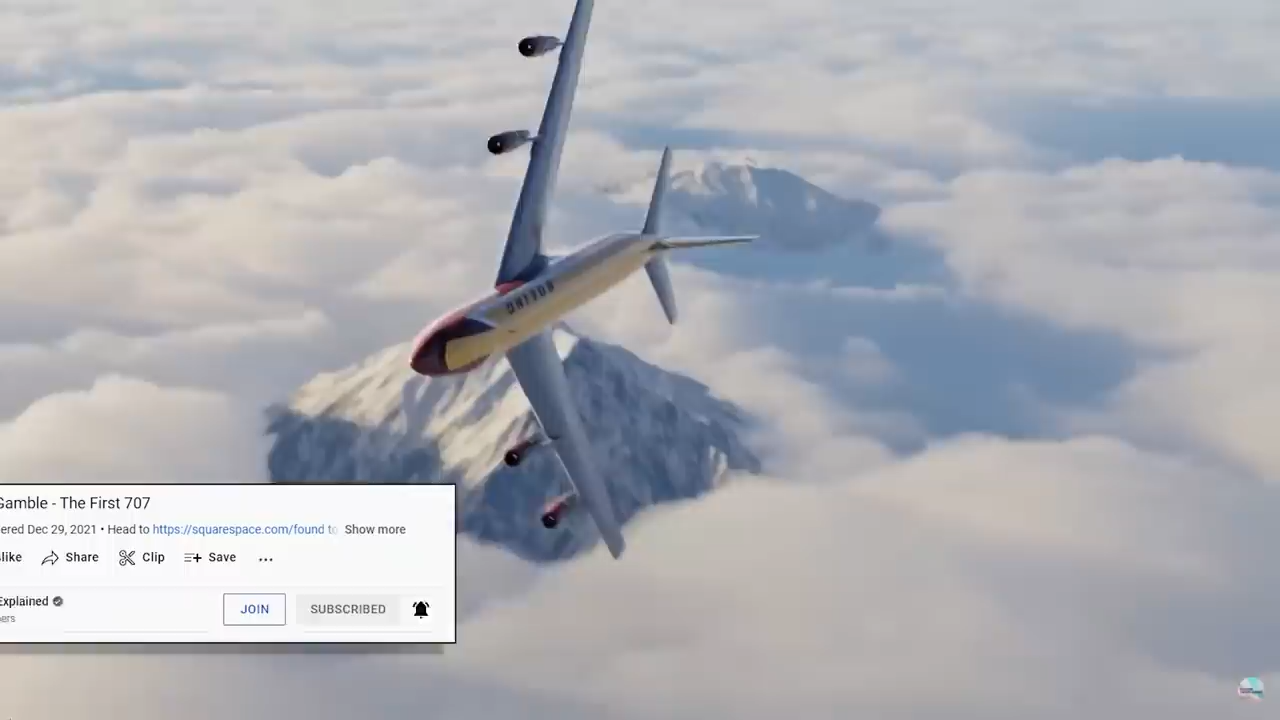 BOEING
Gamble - The First 707
ered Dec 29, 2021 • Head to https://squarespace.com/found to Show more
like Share Clip Save ...
Explained
ers
JOIN SUBSCRIBED